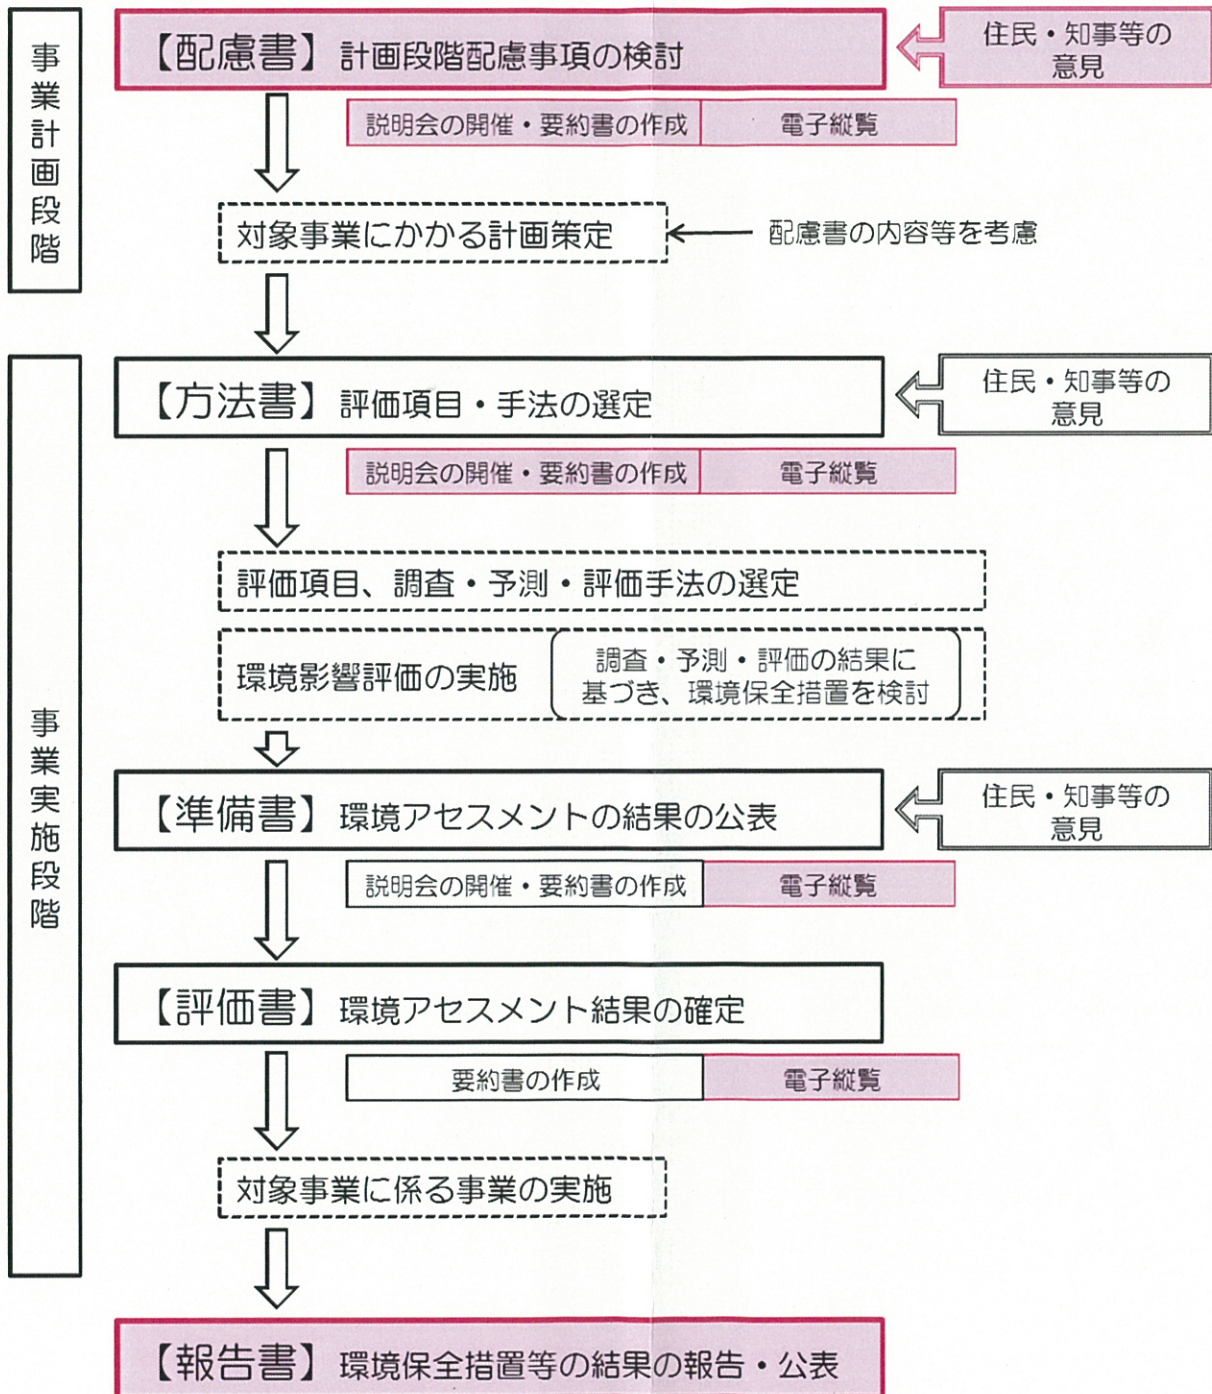 事業計画段階
【配慮書】計画段階配慮事項の検討
住民・知事等の
意見
説明会の開催・要約書の作成
電子縦覧
対象事業にかかる計画策定
配慮書の内容等を考慮
事業実施段階
【方法書】評価項目・手法の選定
住民・知事等の
意見
説明会の開催・要約書の作成
電子縦覧
評価項目、調査・予測・評価手法の選定
環境影響評価の実施
調査・予測・評価の結果に
基づき、環境保全措置を検討
【準備書】環境アセスメントの結果の公表
住民・知事等の
意見
説明会の開催・要約書の作成
電子縦覧
【評価書】環境アセスメント結果の確定
要約書の作成
電子縦覧
対象事業に係る事業の実施
【報告書】環境保全措置等の結果の報告・公表